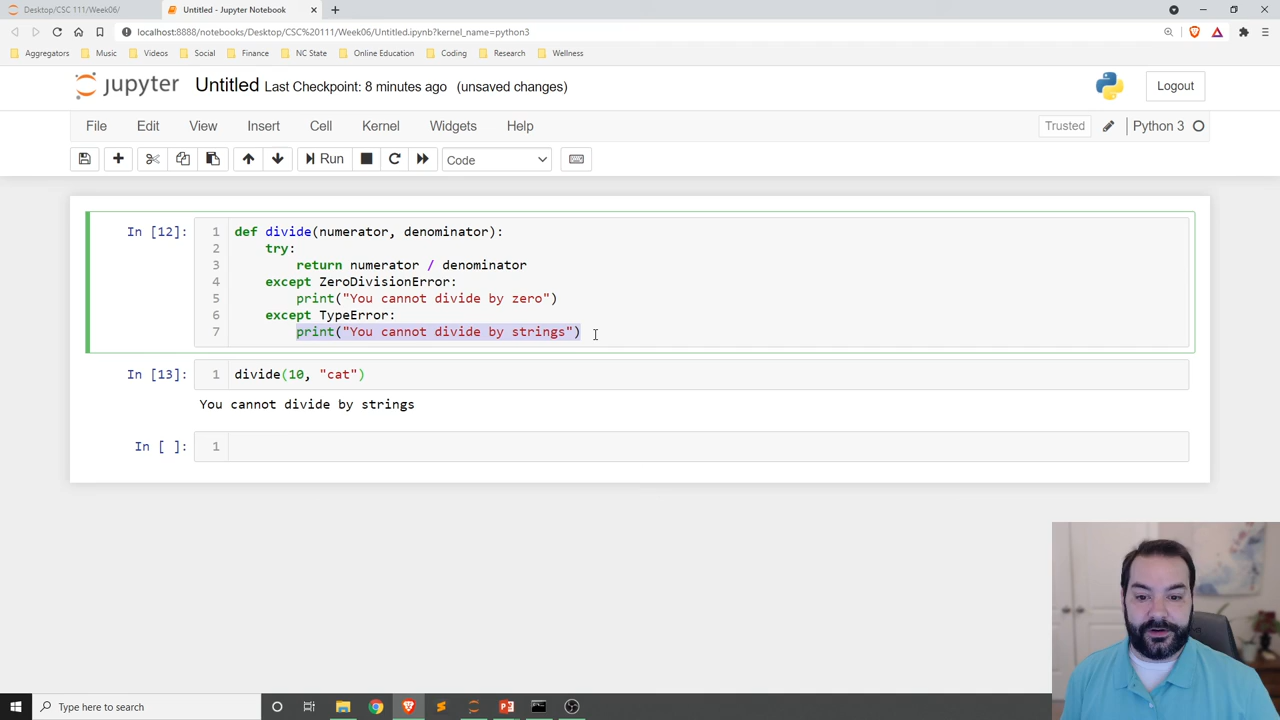 Desktop/CSC 111/Week06/
Untitled - Jupyter Notebook
localhost:8888/notebooks/Desktop/CSC%20111/Week06/Untitled.ipynb?kernel_name=python3
Aggregators Music Videos Social Finance NC State Online Education Coding Research Wellness
jupyter Untitled Last Checkpoint: 8 minutes ago (unsaved changes) Logout
File Edit View Insert Cell Kernel Widgets Help Trusted Python 3
Run Code
In [12]: 1 def divide(numerator, denominator):
2     try:
3         return numerator / denominator
4     except ZeroDivisionError:
5         print("You cannot divide by zero")
6     except TypeError:
7         print("You cannot divide by strings")
In [13]: 1 divide(10, "cat")
You cannot divide by strings
In [ ]: 1
Type here to search